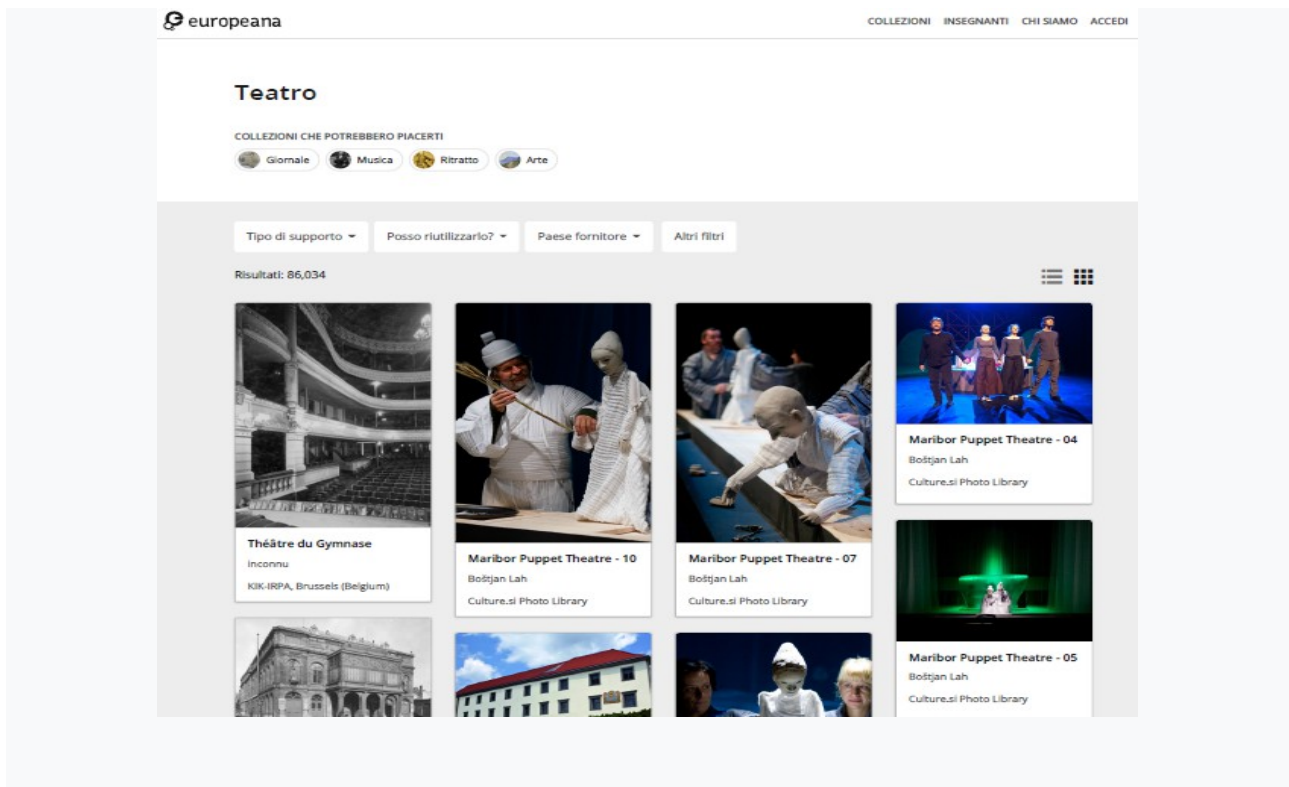 europeana
COLLEZIONI INSEGNANTI CHI SIAMO ACCEDI
Teatro
COLLEZIONI CHE POTREBBERO PIACERTI
Giornale Musica Ritratto Arte
Tipo di supporto Posso riutilizzarlo? Paese fornitore Altri filtri
Risultati: 86,034
Théâtre du Gymnase
inconnu
KIK-IRPA, Brussels (Belgium)
Maribor Puppet Theatre - 10
Boštjan Lah
Culture.si Photo Library
Maribor Puppet Theatre - 07
Boštjan Lah
Culture.si Photo Library
Maribor Puppet Theatre - 04
Boštjan Lah
Culture.si Photo Library
Maribor Puppet Theatre - 05
Boštjan Lah
Culture.si Photo Library